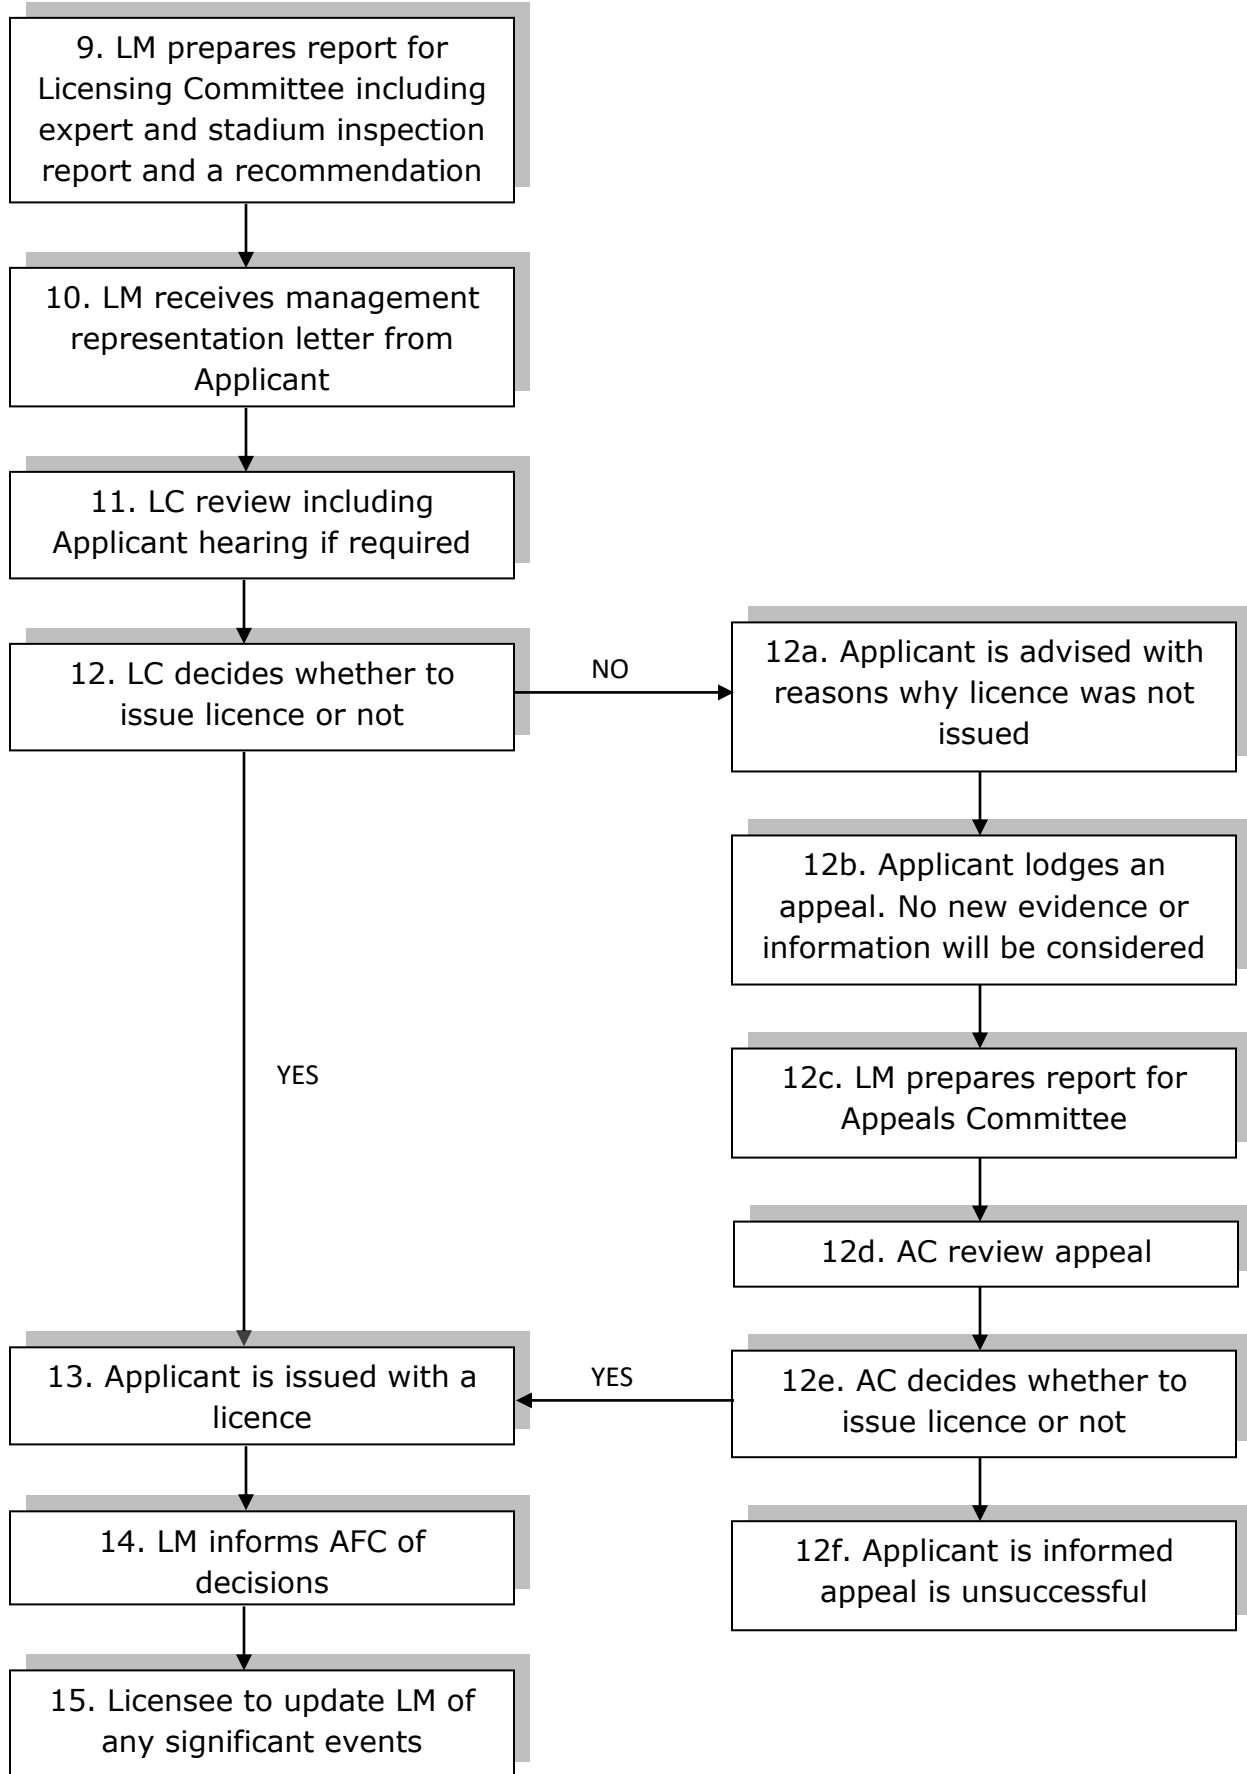 9. LM prepares report for
Licensing Committee including
expert and stadium inspection
report and a recommendation
10. LM receives management
representation letter from
Applicant
11. LC review including
Applicant hearing if required
12. LC decides whether to
issue licence or not
NO
12a. Applicant is advised with
reasons why licence was not
issued
12b. Applicant lodges an
appeal. No new evidence or
information will be considered
12c. LM prepares report for
Appeals Committee
12d. AC review appeal
12e. AC decides whether to
issue licence or not
12f. Applicant is informed
appeal is unsuccessful
YES
YES
13. Applicant is issued with a
licence
14. LM informs AFC of
decisions
15. Licensee to update LM of
any significant events